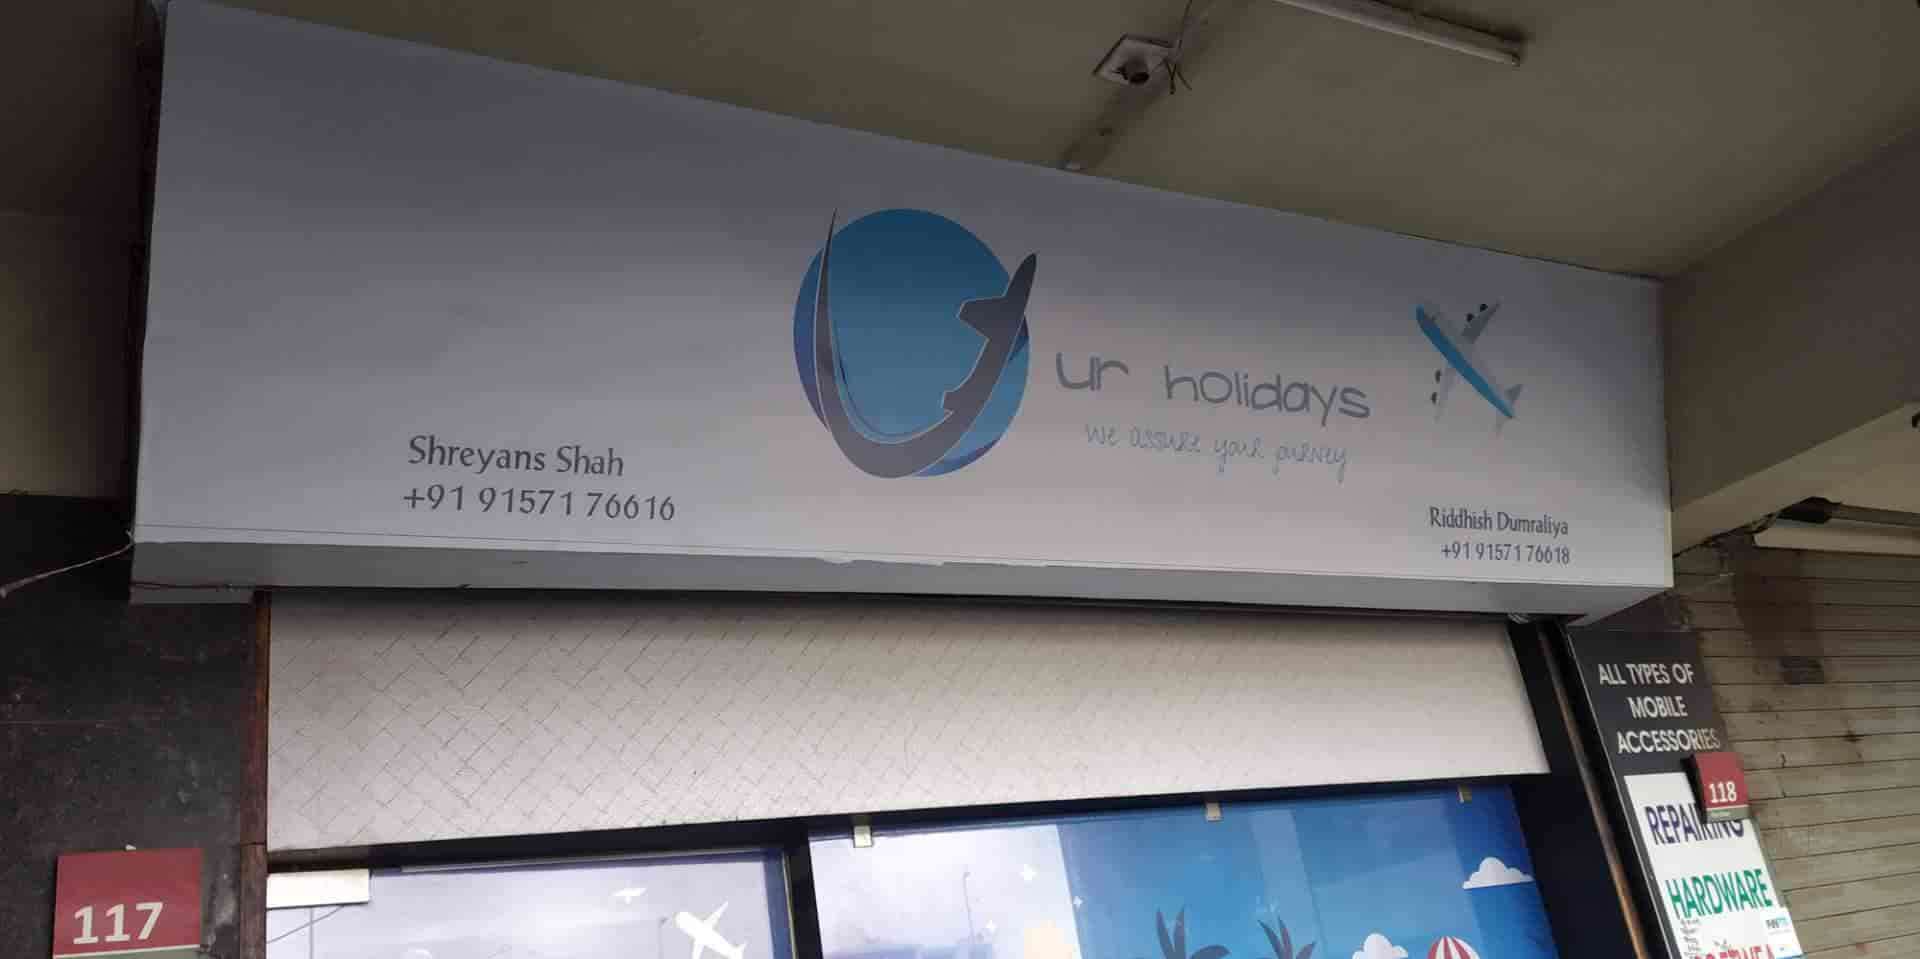 ur holidays
we assure your journey
Shreyans Shah
+91 91571 76616
Riddhish Dumraliya
+91 91571 76618
117
ALL TYPES OF
MOBILE
ACCESSORIES
118
REPAIRING
HARDWARE